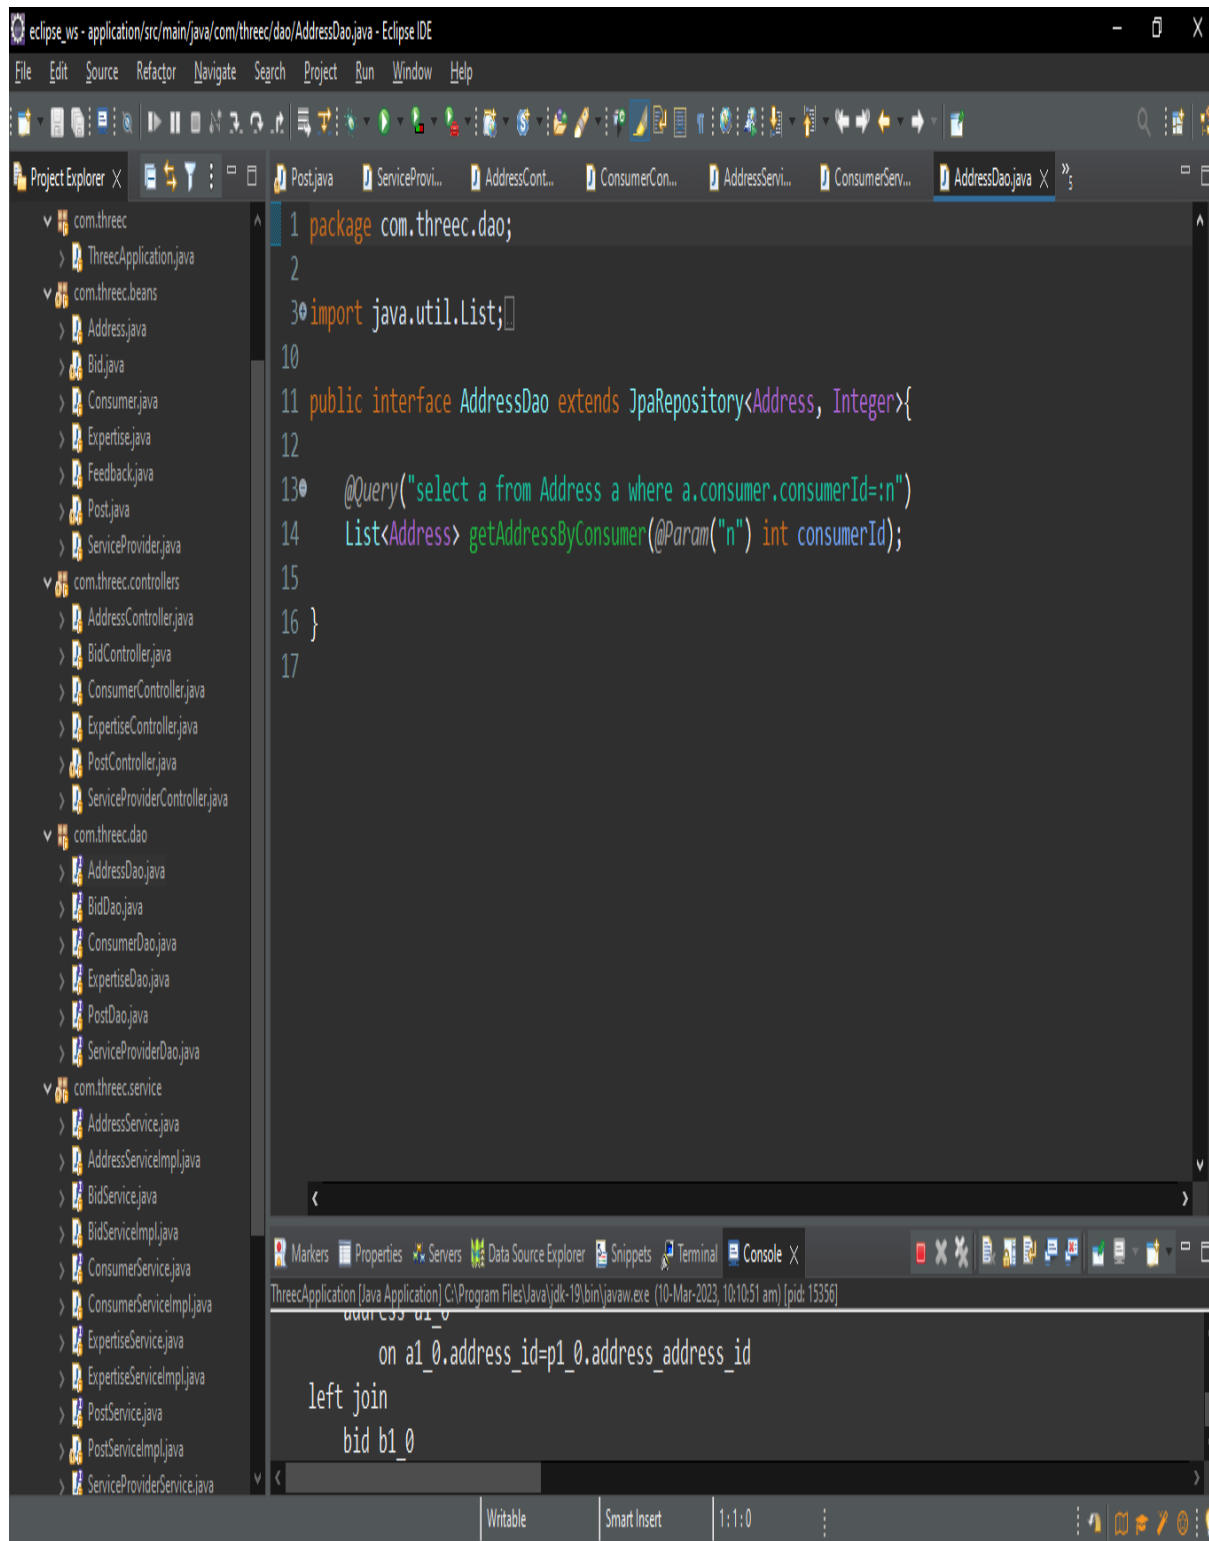 eclipse_ws - application/src/main/java/com/threec/dao/AddressDao.java - Eclipse IDE
File Edit Source Refactor Navigate Search Project Run Window Help
Project Explorer
com.threec
ThreecApplication.java
com.threec.beans
Address.java
Bid.java
Consumer.java
Expertise.java
Feedback.java
Post.java
ServiceProvider.java
com.threec.controllers
AddressController.java
BidController.java
ConsumerController.java
ExpertiseController.java
PostController.java
ServiceProviderController.java
com.threec.dao
AddressDao.java
BidDao.java
ConsumerDao.java
ExpertiseDao.java
PostDao.java
ServiceProviderDao.java
com.threec.service
AddressService.java
AddressServiceImpl.java
BidService.java
BidServiceImpl.java
ConsumerService.java
ConsumerServiceImpl.java
ExpertiseService.java
ExpertiseServiceImpl.java
PostService.java
PostServiceImpl.java
ServiceProviderService.java
Post.java ServiceProvi... AddressCont... ConsumerCon... AddressServi... ConsumerServ... AddressDao.java »5
1 package com.threec.dao;
2
3 import java.util.List;
10
11 public interface AddressDao extends JpaRepository<Address, Integer>{
12
13 @Query("select a from Address a where a.consumer.consumerId=:n")
14 List<Address> getAddressByConsumer(@Param("n") int consumerId);
15
16 }
17
Markers Properties Servers Data Source Explorer Snippets Terminal Console
ThreecApplication [Java Application] C:\Program Files\Java\jdk-19\bin\javaw.exe (10-Mar-2023, 10:10:51 am) [pid: 15356]
address a1_0
on a1_0.address_id=p1_0.address_address_id
left join
bid b1_0
Writable Smart Insert 1:1:0